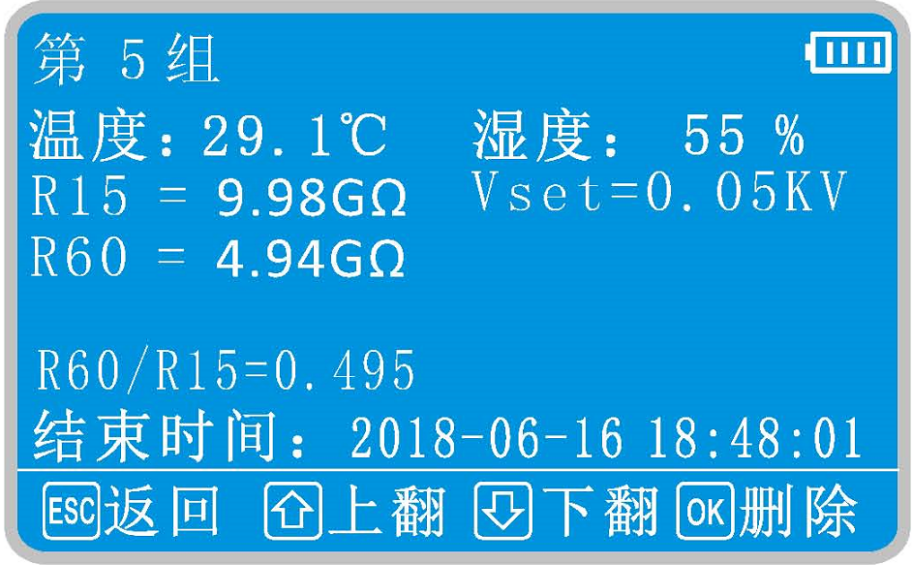 第 5 组
温度：29.1℃ 湿度： 55 %
R15 = 9.98GΩ Vset=0.05KV
R60 = 4.94GΩ
R60/R15=0.495
结束时间： 2018-06-16 18:48:01
ESC返回 上翻 下翻 OK删除